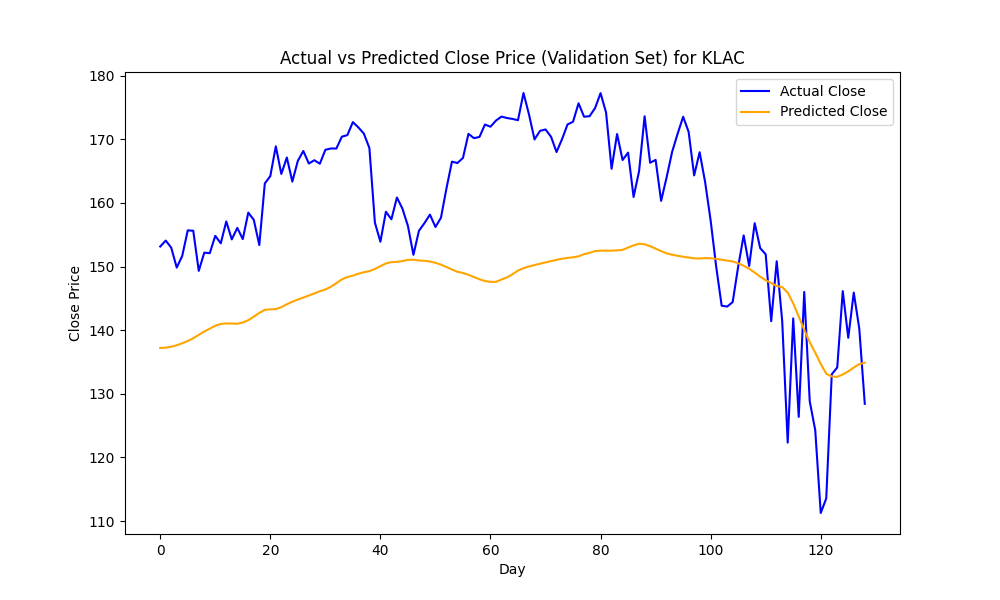 Actual vs Predicted Close Price (Validation Set) for KLAC
Actual Close
Predicted Close
Close Price
180
170
160
150
140
130
120
110
0 20 40 60 80 100 120
Day